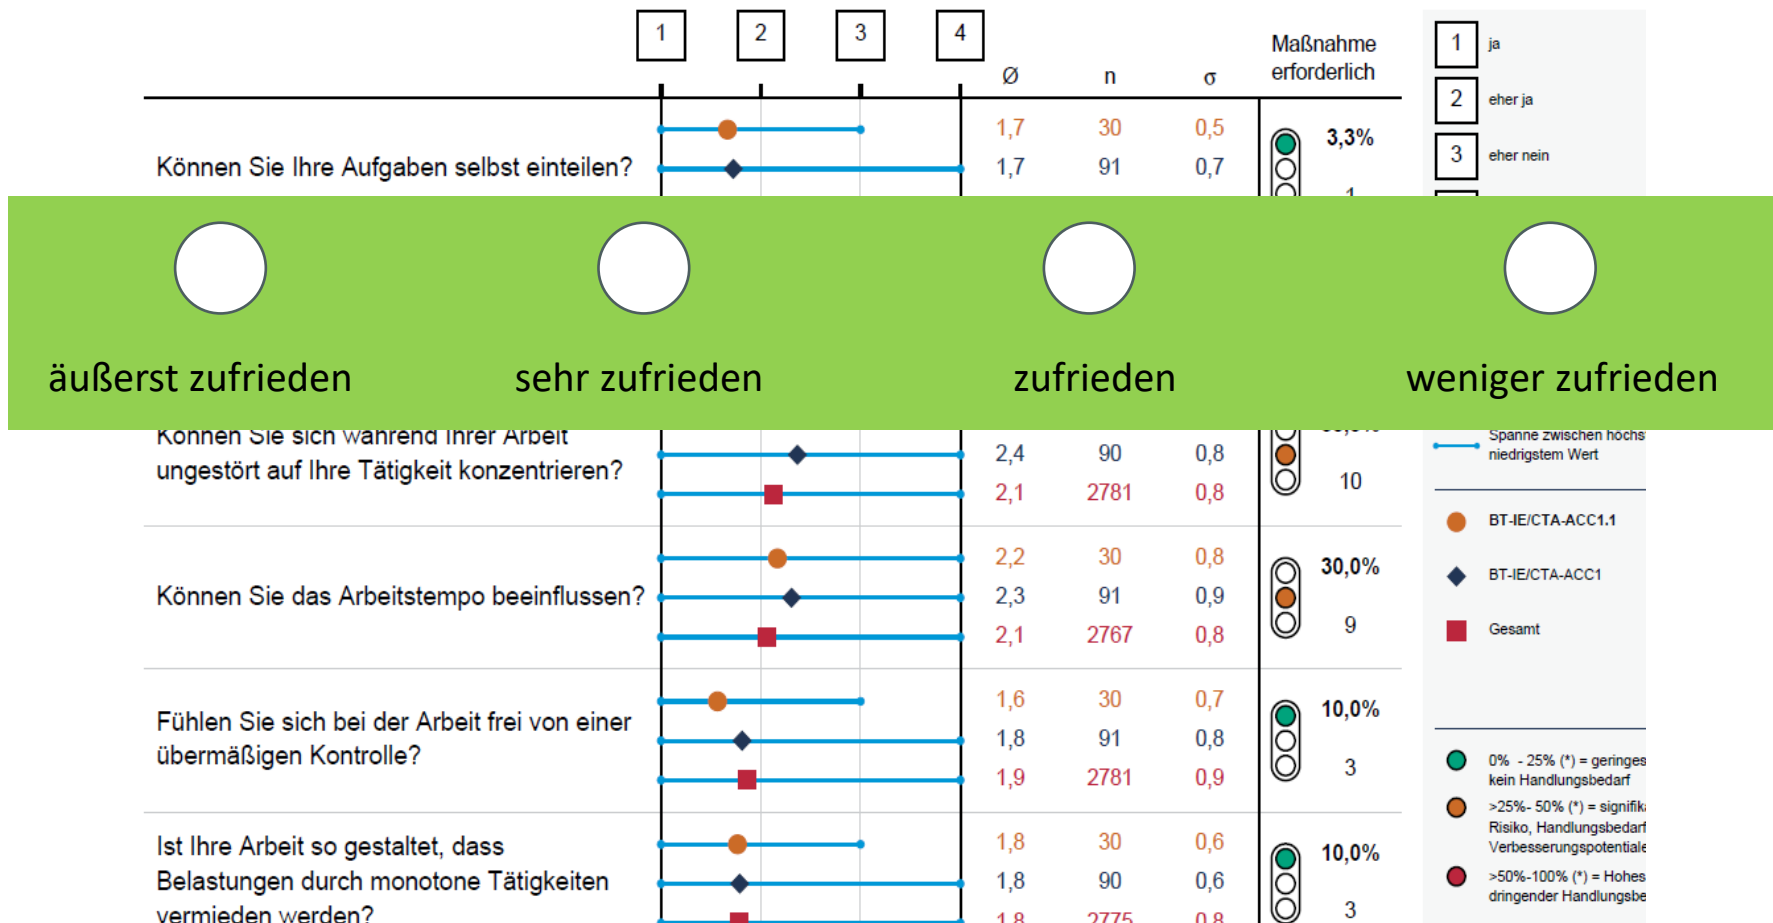 1 2 3 4
Ø n σ
Maßnahme
erforderlich
1 ja
2 eher ja
3 eher nein
Können Sie Ihre Aufgaben selbst einteilen?
1,7 30 0,5
1,7 91 0,7
3,3%
äußerst zufrieden sehr zufrieden zufrieden weniger zufrieden
Können Sie sich während Ihrer Arbeit
ungestört auf Ihre Tätigkeit konzentrieren?
2,4 90 0,8
2,1 2781 0,8
10
Können Sie das Arbeitstempo beeinflussen?
2,2 30 0,8
2,3 91 0,9
2,1 2767 0,8
30,0%
9
Fühlen Sie sich bei der Arbeit frei von einer
übermäßigen Kontrolle?
1,6 30 0,7
1,8 91 0,8
1,9 2781 0,9
10,0%
3
Ist Ihre Arbeit so gestaltet, dass
Belastungen durch monotone Tätigkeiten
vermieden werden?
1,8 30 0,6
1,8 90 0,6
1,8 2775 0,8
10,0%
3
Spanne zwischen höchs
niedrigstem Wert
BT-IE/CTA-ACC1.1
BT-IE/CTA-ACC1
Gesamt
0% - 25% (*) = geringes
kein Handlungsbedarf
>25%- 50% (*) = signifik
Risiko, Handlungsbedarf
Verbesserungspotentiale
>50%-100% (*) = Hohes
dringender Handlungsbe